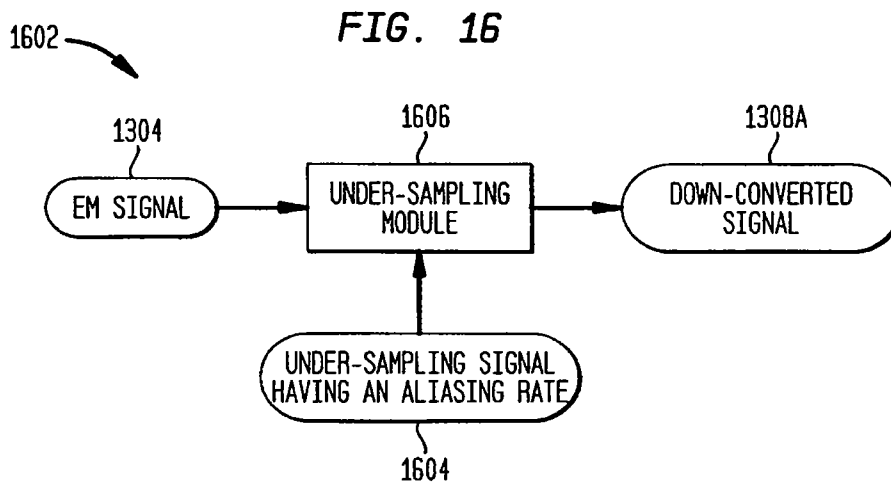 FIG. 16
1602
1304
1606
1308A
EM SIGNAL
UNDER-SAMPLING
MODULE
DOWN-CONVERTED
SIGNAL
UNDER-SAMPLING SIGNAL
HAVING AN ALIASING RATE
1604